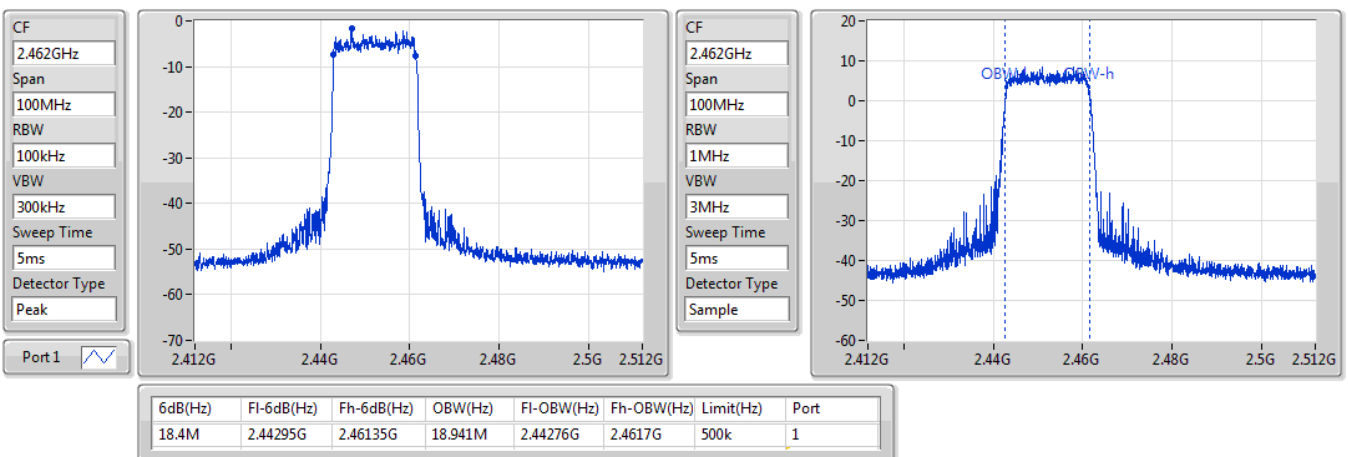 CF
2.462GHz
Span
100MHz
RBW
100kHz
VBW
300kHz
Sweep Time
5ms
Detector Type
Peak
Port 1
0-
-10-
-20-
-30-
-40-
-50-
-60-
-70-
2.412G 2.44G 2.46G 2.48G 2.5G 2.512G
CF
2.462GHz
Span
100MHz
RBW
1MHz
VBW
3MHz
Sweep Time
5ms
Detector Type
Sample
20-
10-
0-
-10-
-20-
-30-
-40-
-50-
-60-
OBW-h
2.412G 2.44G 2.46G 2.48G 2.5G 2.512G
6dB(Hz) Fl-6dB(Hz) Fh-6dB(Hz) OBW(Hz) Fl-OBW(Hz) Fh-OBW(Hz) Limit(Hz) Port
18.4M 2.44295G 2.46135G 18.941M 2.44276G 2.4617G 500k 1